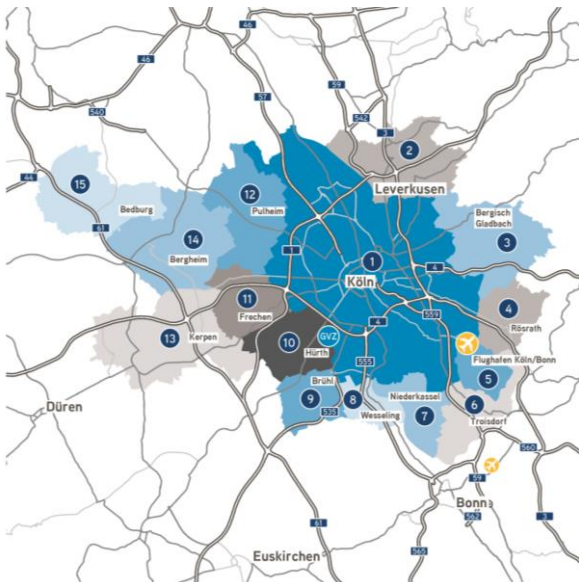 46
46
57
59
540
542
3
2
Leverkusen
44
15
12
Bedburg
Pulheim
61
Bergisch
Gladbach
14
3
Bergheim
1
1
4
Köln
11
559
4
Frechen
Rösrath
13
Kerpen
10
GVZ
4
Hürth
555
Flughafen Köln/Bonn
5
Brühl
9
8
Niederkassel
6
553
Wesseling
7
Troisdorf
Düren
560
59
Bonn
562
3
61
Euskirchen
565